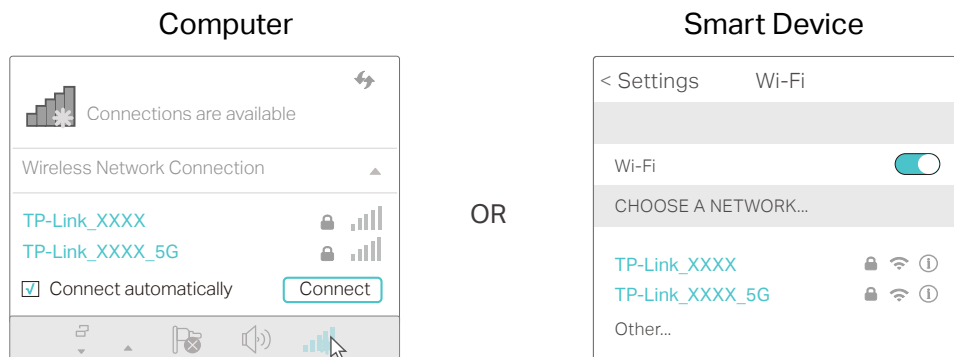 Computer
Connections are available
Wireless Network Connection
TP-Link_XXXX
TP-Link_XXXX_5G
Connect automatically
Connect
OR
Smart Device
< Settings Wi-Fi
Wi-Fi
CHOOSE A NETWORK...
TP-Link_XXXX
TP-Link_XXXX_5G
Other...